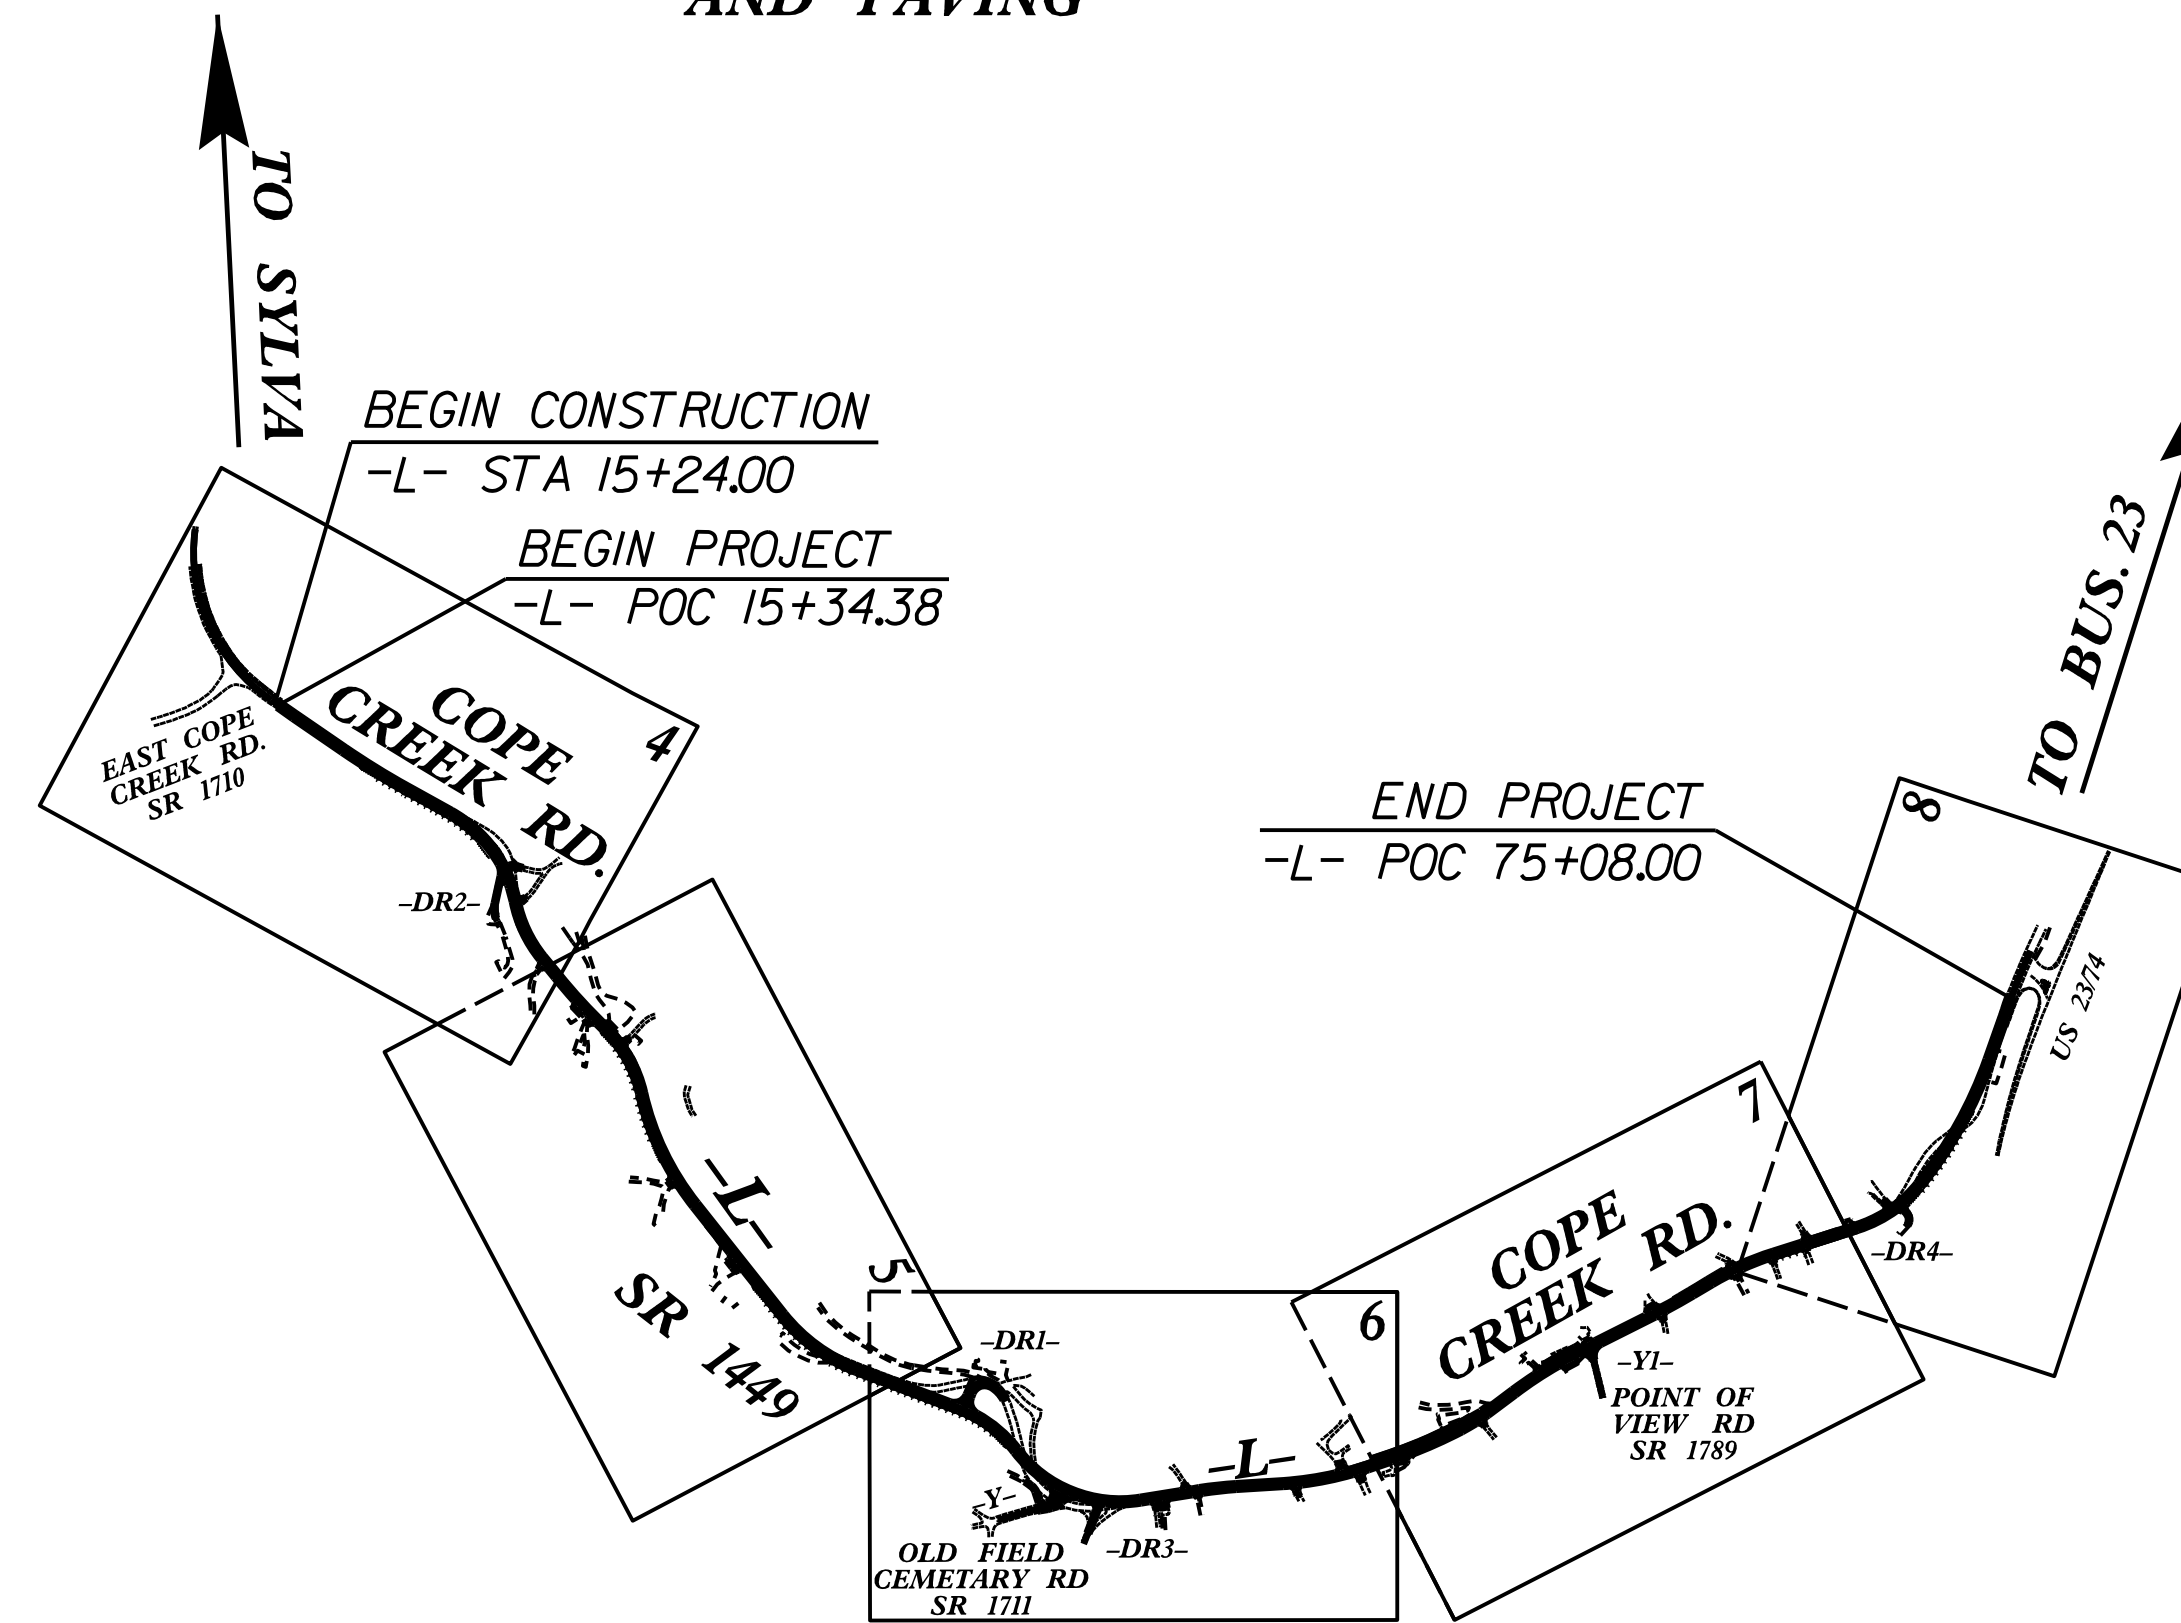 AND PAVING
TO SYLVA
BEGIN CONSTRUCTION
-L- STA 15+24.00
BEGIN PROJECT
-L- POC 15+34.38
COPE
CREEK RD.
4
EAST COPE
CREEK RD.
SR 1710
-DR2-
-L-
SR 1449
5
-DR1-
6
-Y-
OLD FIELD
CEMETARY RD
SR 1711
-DR3-
-L-
COPE
CREEK RD.
7
-Y1-
POINT OF
VIEW RD
SR 1789
END PROJECT
-L- POC 75+08.00
8
TO BUS. 23
US 23/74
-DR4-